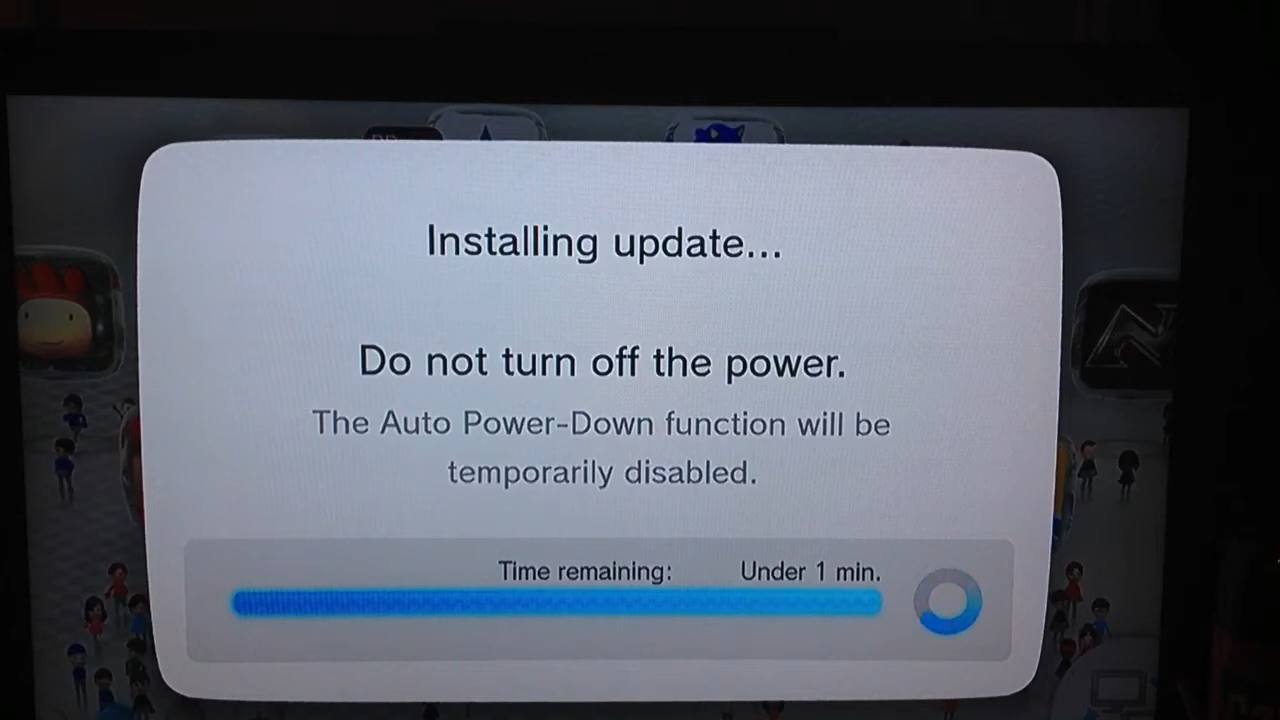 Installing update...
Do not turn off the power.
The Auto Power-Down function will be
temporarily disabled.
Time remaining: Under 1 min.